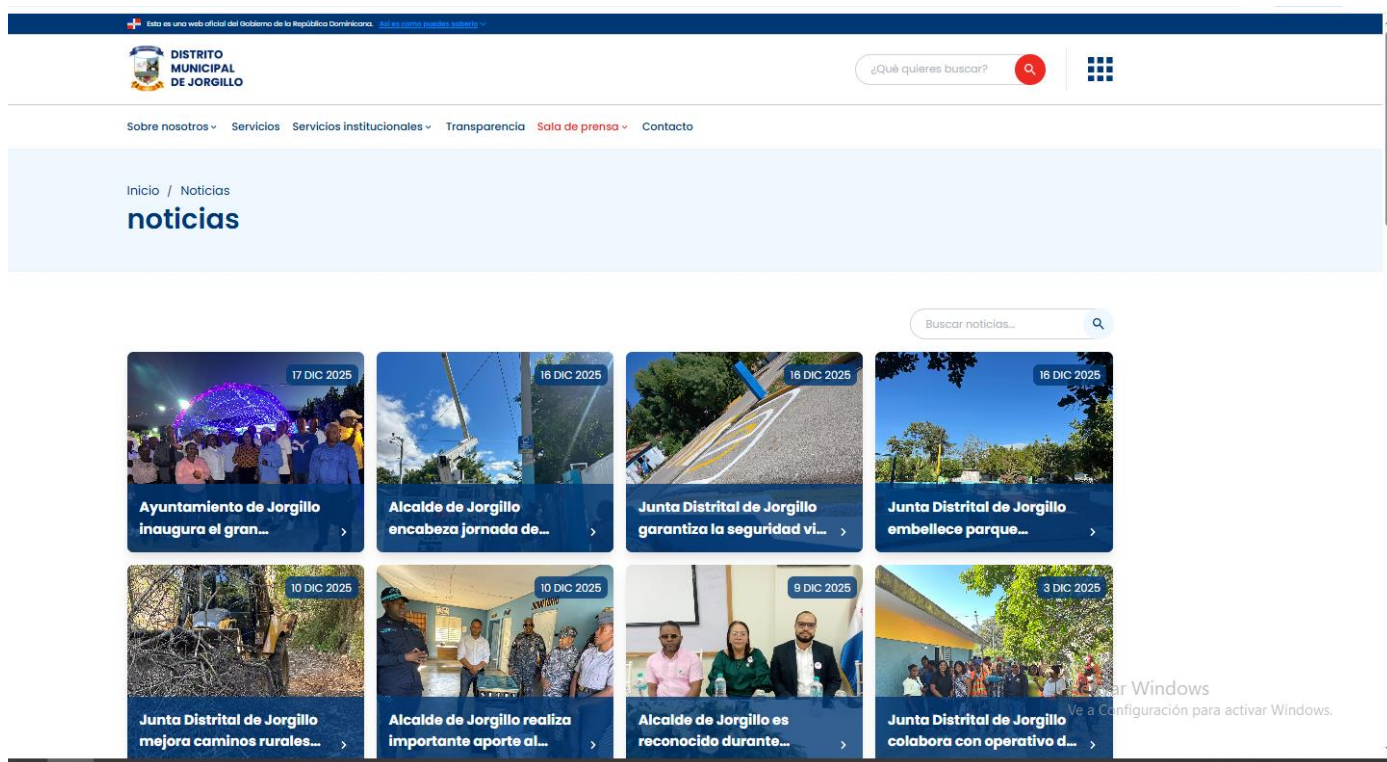 Esta es una web oficial del Gobierno de la República Dominicana. Así es como puedes saberlo
DISTRITO
MUNICIPAL
DE JORGILLO
¿Qué quieres buscar?
Sobre nosotros Servicios Servicios institucionales Transparencia Sala de prensa Contacto
Inicio / Noticias
noticias
Buscar noticias...
17 DIC 2025
Ayuntamiento de Jorgillo
inaugura el gran...
16 DIC 2025
Alcalde de Jorgillo
encabeza jornada de...
16 DIC 2025
Junta Distrital de Jorgillo
garantiza la seguridad vi...
16 DIC 2025
Junta Distrital de Jorgillo
embellece parque...
10 DIC 2025
Junta Distrital de Jorgillo
mejora caminos rurales...
10 DIC 2025
Alcalde de Jorgillo realiza
importante aporte al...
9 DIC 2025
Alcalde de Jorgillo es
reconocido durante...
3 DIC 2025
Junta Distrital de Jorgillo
colabora con operativo d...
ar Windows
Ve a Configuración para activar Windows.